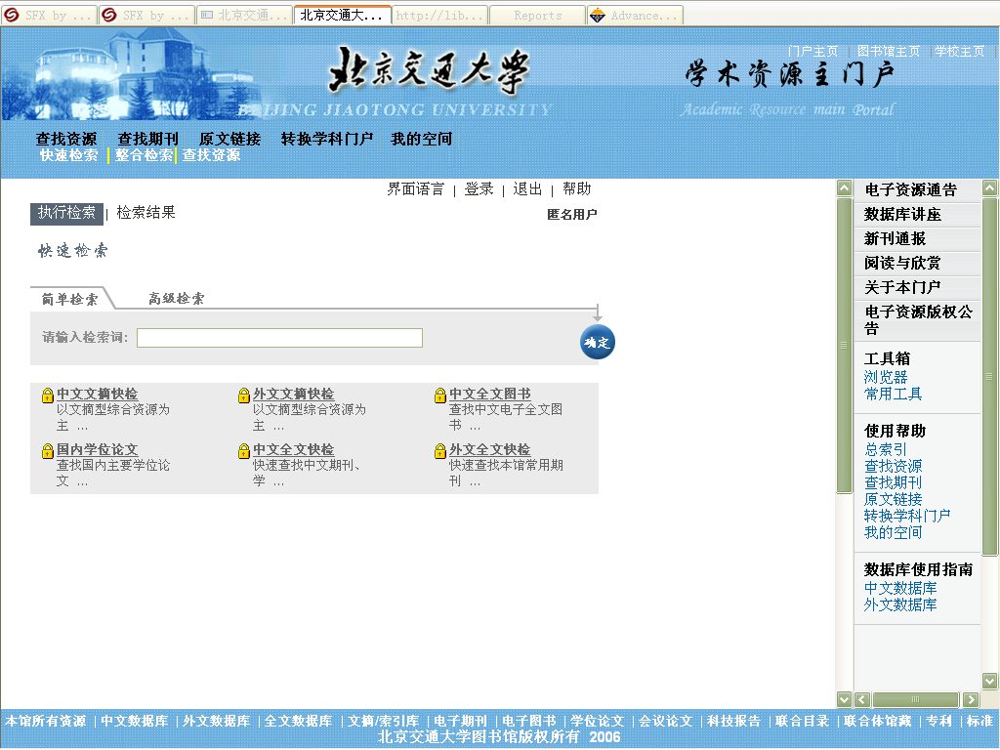 SFX by ... SFX by ... 北京交通... 北京交通大... http://lib... Reports Advance...
门户主页 | 图书馆主页 | 学校主页
北京交通大学
学术资源主门户
BEIJING JIAOTONG UNIVERSITY
Academic Resource main Portal
查找资源 查找期刊 原文链接 转换学科门户 我的空间
快速检索 整合检索 查找资源
界面语言 | 登录 | 退出 | 帮助
执行检索 | 检索结果
匿名用户
快速检索
简单检索 高级检索
请输入检索词:
确定
中文文摘快检
以文摘型综合资源为
主 ...
外文文摘快检
以文摘型综合资源为
主 ...
中文全文图书
查找中文电子全文图
书 ...
国内学位论文
查找国内主要学位论
文 ...
中文全文快检
快速查找中文期刊、
学 ...
外文全文快检
快速查找本馆常用期
刊 ...
电子资源通告
数据库讲座
新刊通报
阅读与欣赏
关于本门户
电子资源版权公
告
工具箱
浏览器
常用工具
使用帮助
总索引
查找资源
查找期刊
原文链接
转换学科门户
我的空间
数据库使用指南
中文数据库
外文数据库
本馆所有资源 | 中文数据库 | 外文数据库 | 全文数据库 | 文摘/索引库 | 电子期刊 | 电子图书 | 学位论文 | 会议论文 | 科技报告 | 联合目录 | 联合体馆藏 | 专利 | 标准
北京交通大学图书馆版权所有 2006